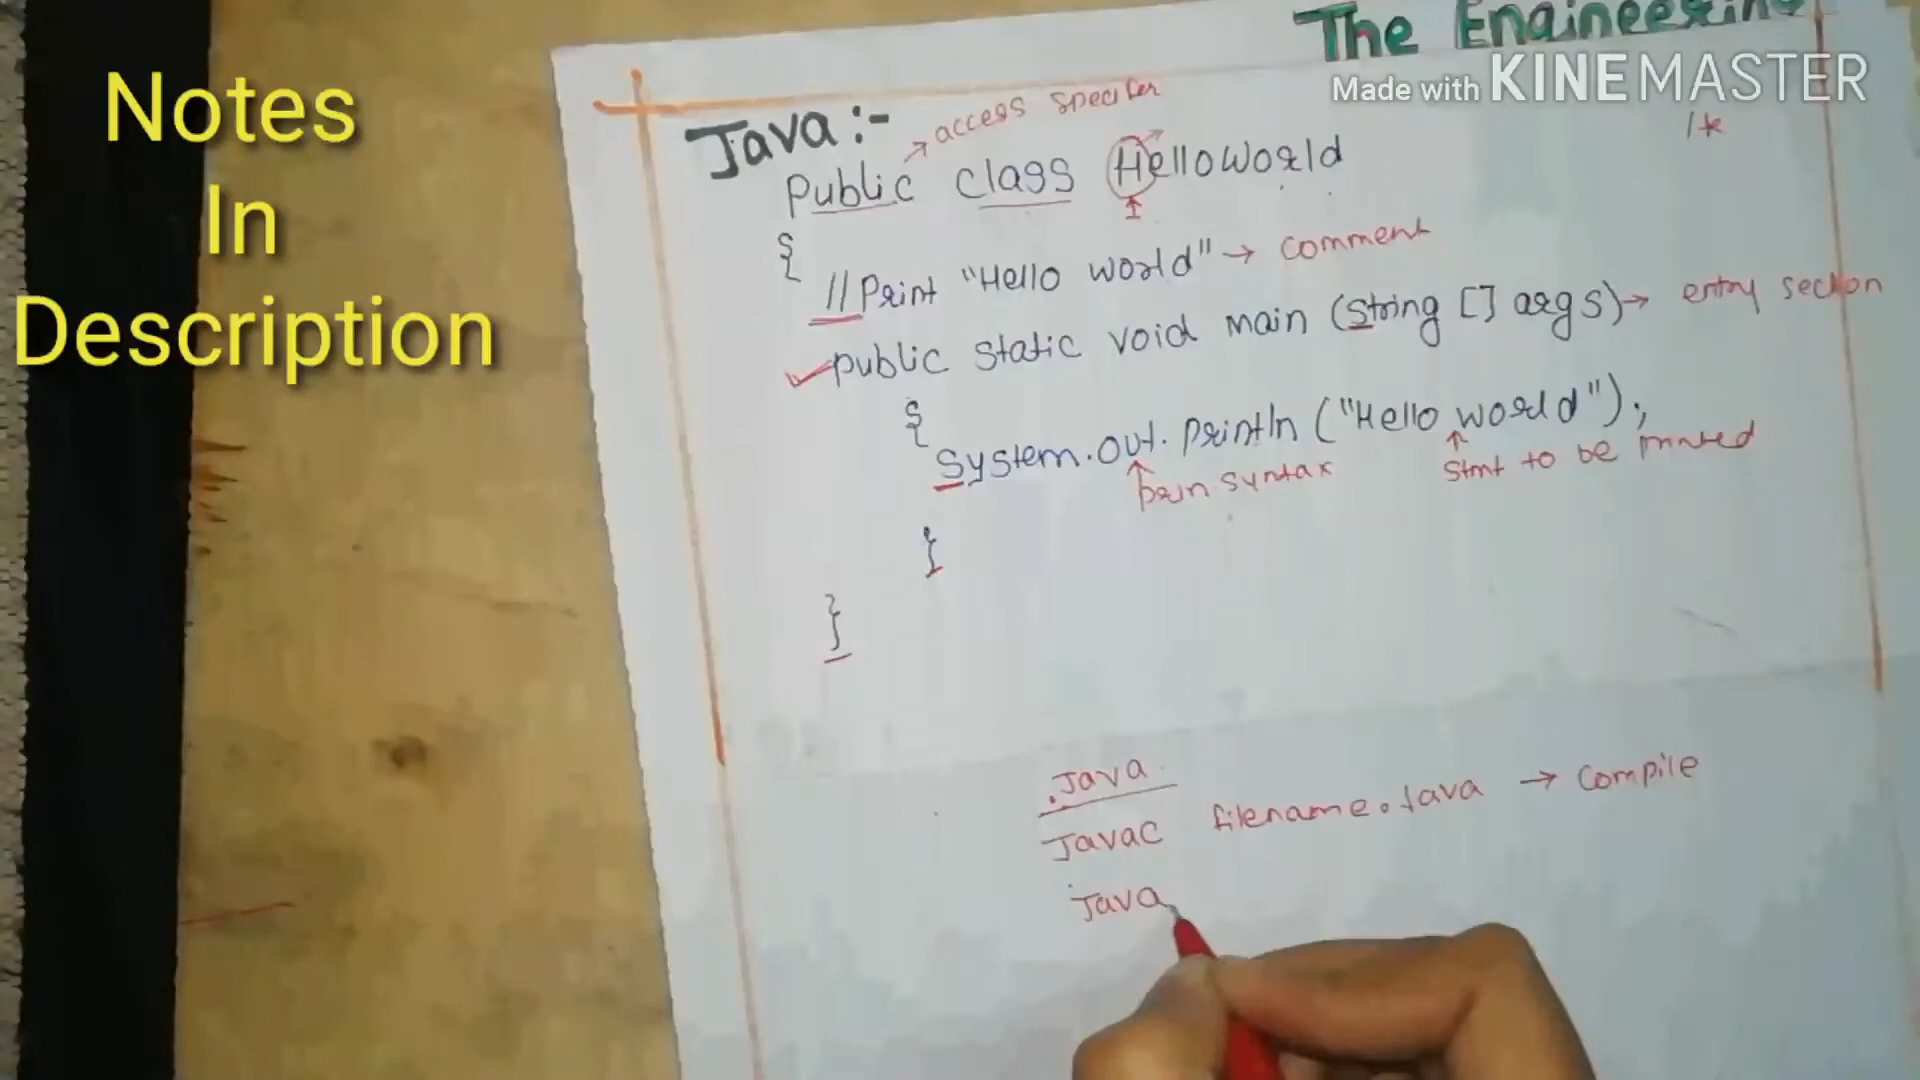 Notes
In
Description
The Engineering
Made with KINEMASTER
Java:-
access specifer
Public class Helloworld
{
//Print "Hello world" → comment
public static void main (String [] args) → entry section
{
System.out.println ("Hello world");
prin syntax
stmt to be printed
}
}
.Java
Javac filename.Java → compile
Java